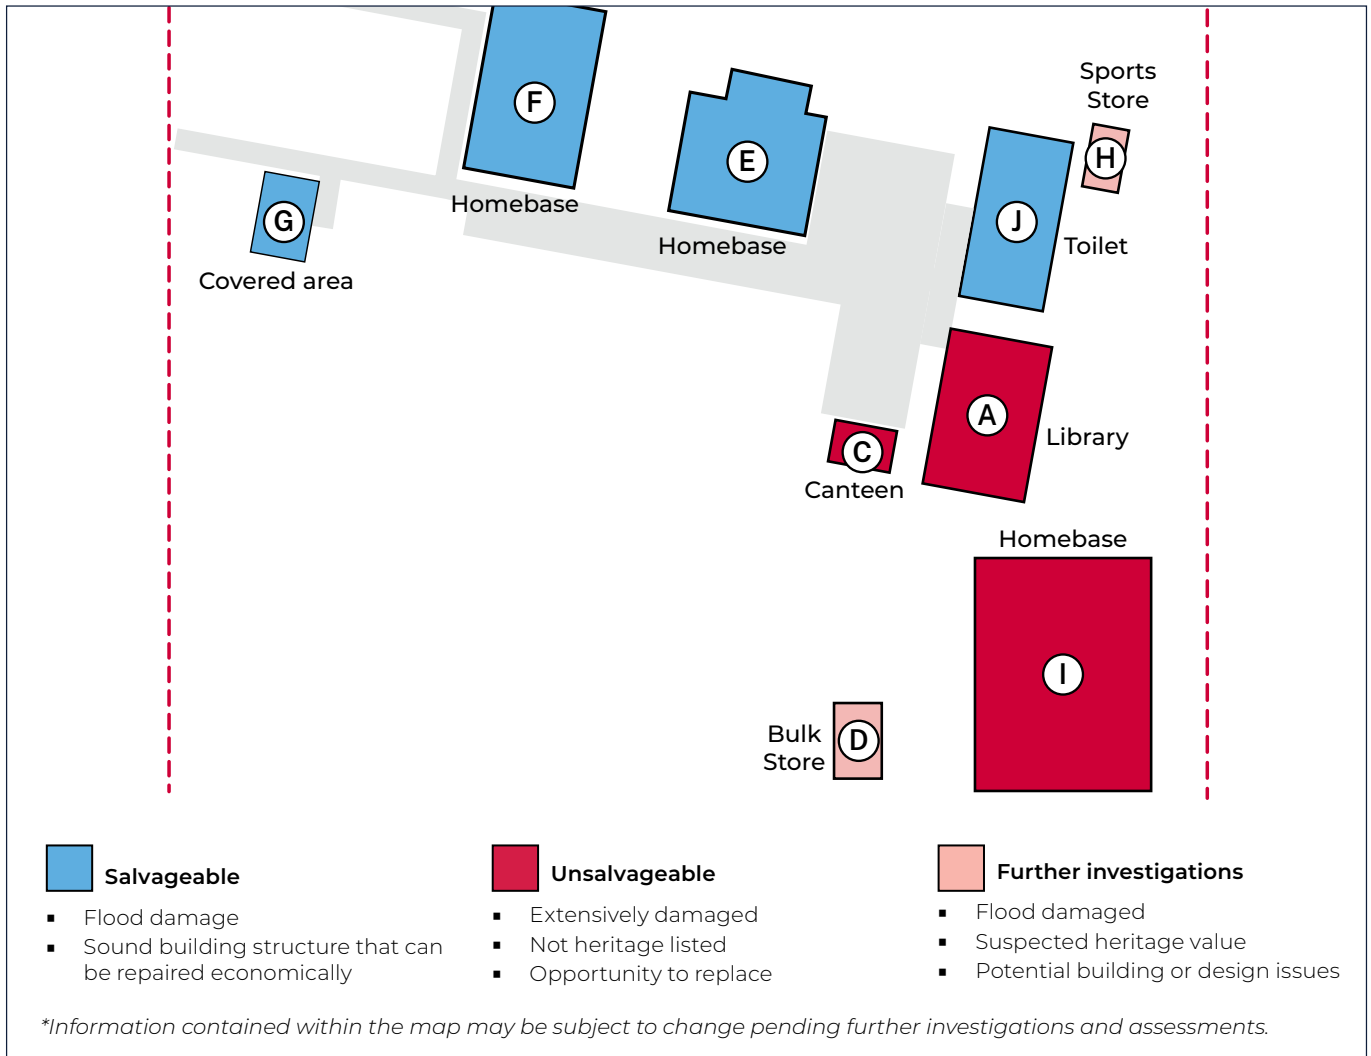 Sports
Store
F
H
E
Homebase
G
J
Homebase
Toilet
Covered area
A
Library
C
Canteen
Homebase
I
Bulk
Store
D
Salvageable
▪ Flood damage
▪ Sound building structure that can
be repaired economically
Unsalvageable
▪ Extensively damaged
▪ Not heritage listed
▪ Opportunity to replace
Further investigations
▪ Flood damaged
▪ Suspected heritage value
▪ Potential building or design issues
*Information contained within the map may be subject to change pending further investigations and assessments.